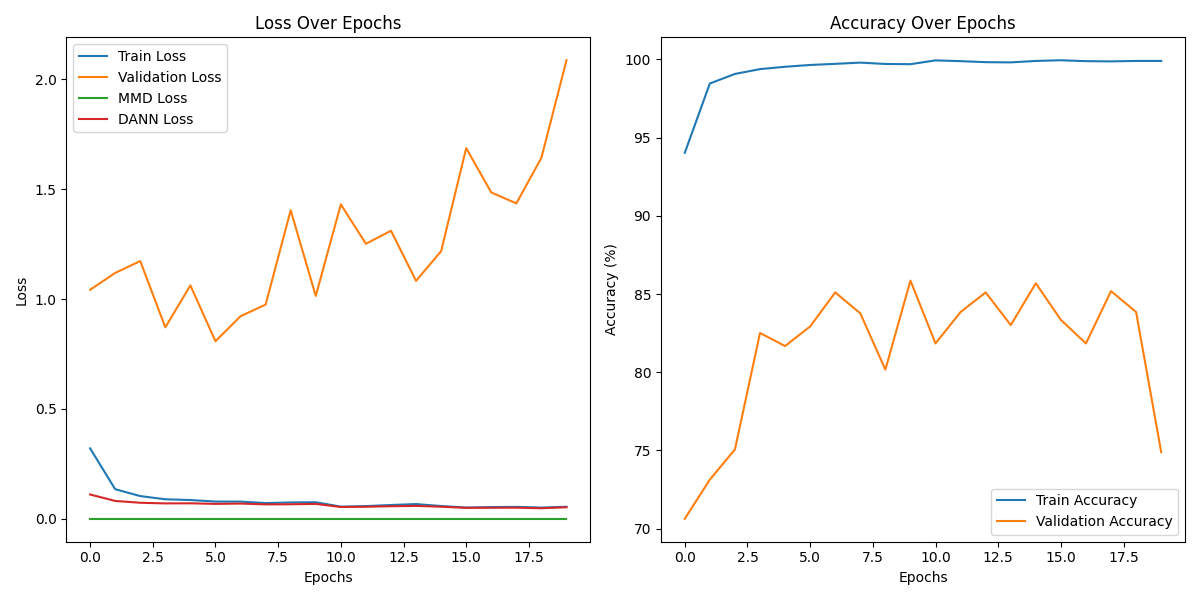 Loss Over Epochs
Train Loss
Validation Loss
MMD Loss
DANN Loss
2.0
1.5
1.0
0.5
0.0
Loss
0.0 2.5 5.0 7.5 10.0 12.5 15.0 17.5
Epochs
Accuracy Over Epochs
100
95
90
85
80
75
70
Accuracy (%)
Train Accuracy
Validation Accuracy
0.0 2.5 5.0 7.5 10.0 12.5 15.0 17.5
Epochs